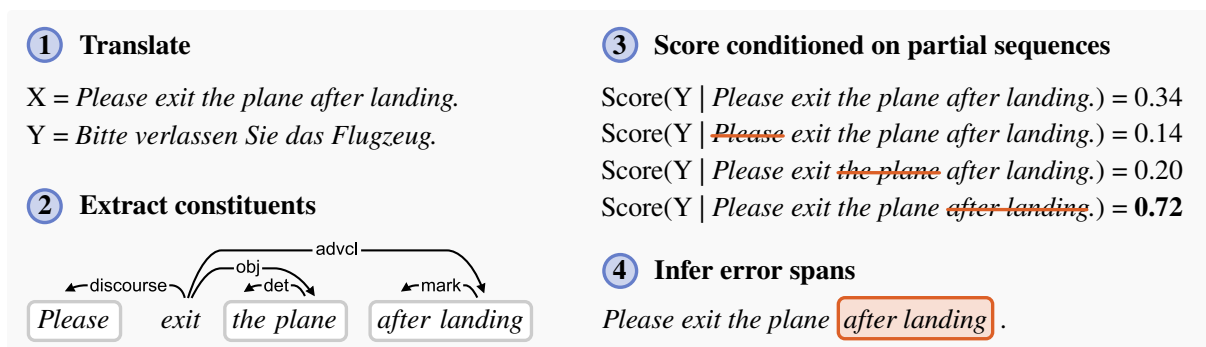 1 Translate
X = Please exit the plane after landing.
Y = Bitte verlassen Sie das Flugzeug.
2 Extract constituents
advcl
obj
discourse det mark
Please exit the plane after landing
3 Score conditioned on partial sequences
Score(Y | Please exit the plane after landing.) = 0.34
Score(Y | Please exit the plane after landing.) = 0.14
Score(Y | Please exit the plane after landing.) = 0.20
Score(Y | Please exit the plane after landing.) = 0.72
4 Infer error spans
Please exit the plane after landing .